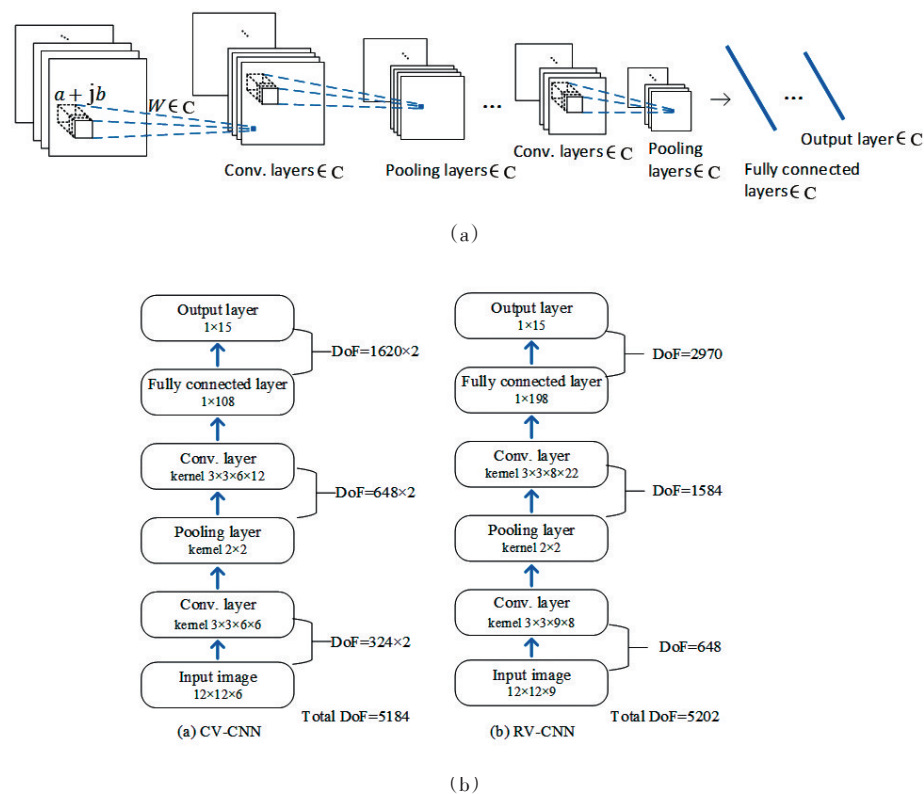 a + jb
W∈C
...
...
Conv. layers∈C
Pooling layers∈C
Conv. layers∈C
Pooling
layers∈C
Fully connected
layers∈C
Output layer∈C
(a)
Output layer
1×15
DoF=1620×2
Fully connected layer
1×108
Conv. layer
kernel 3×3×6×12
DoF=648×2
Pooling layer
kernel 2×2
Conv. layer
kernel 3×3×6×6
DoF=324×2
Input image
12×12×6
Total DoF=5184
(a) CV-CNN
Output layer
1×15
DoF=2970
Fully connected layer
1×198
Conv. layer
kernel 3×3×8×22
DoF=1584
Pooling layer
kernel 2×2
Conv. layer
kernel 3×3×9×8
DoF=648
Input image
12×12×9
Total DoF=5202
(b) RV-CNN
(b)